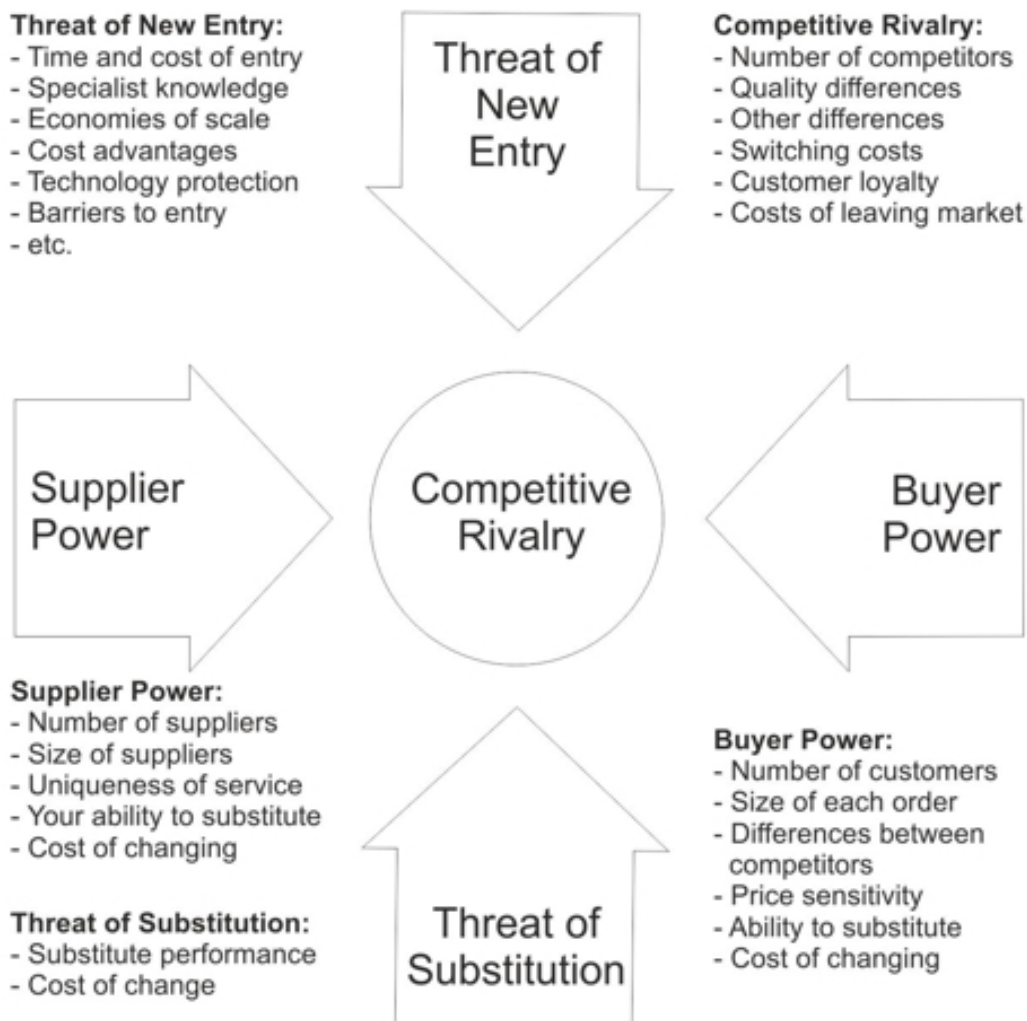 Threat of New Entry:
- Time and cost of entry
- Specialist knowledge
- Economies of scale
- Cost advantages
- Technology protection
- Barriers to entry
- etc.
Threat of
New
Entry
Competitive Rivalry:
- Number of competitors
- Quality differences
- Other differences
- Switching costs
- Customer loyalty
- Costs of leaving market
Supplier
Power
Competitive
Rivalry
Buyer
Power
Supplier Power:
- Number of suppliers
- Size of suppliers
- Uniqueness of service
- Your ability to substitute
- Cost of changing
Threat of Substitution:
- Substitute performance
- Cost of change
Threat of
Substitution
Buyer Power:
- Number of customers
- Size of each order
- Differences between
competitors
- Price sensitivity
- Ability to substitute
- Cost of changing